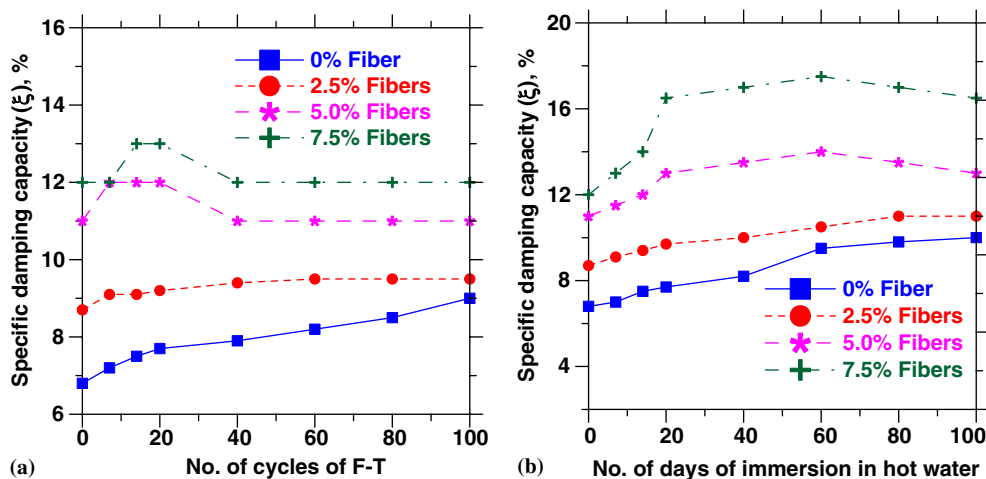 16
14
12
10
8
6
Specific damping capacity (ξ), %
0% Fiber
2.5% Fibers
5.0% Fibers
7.5% Fibers
0 20 40 60 80 100
(a) No. of cycles of F-T
20
16
12
8
4
Specific damping capacity (ξ), %
0% Fiber
2.5% Fibers
5.0% Fibers
7.5% Fibers
0 20 40 60 80 100
(b) No. of days of immersion in hot water